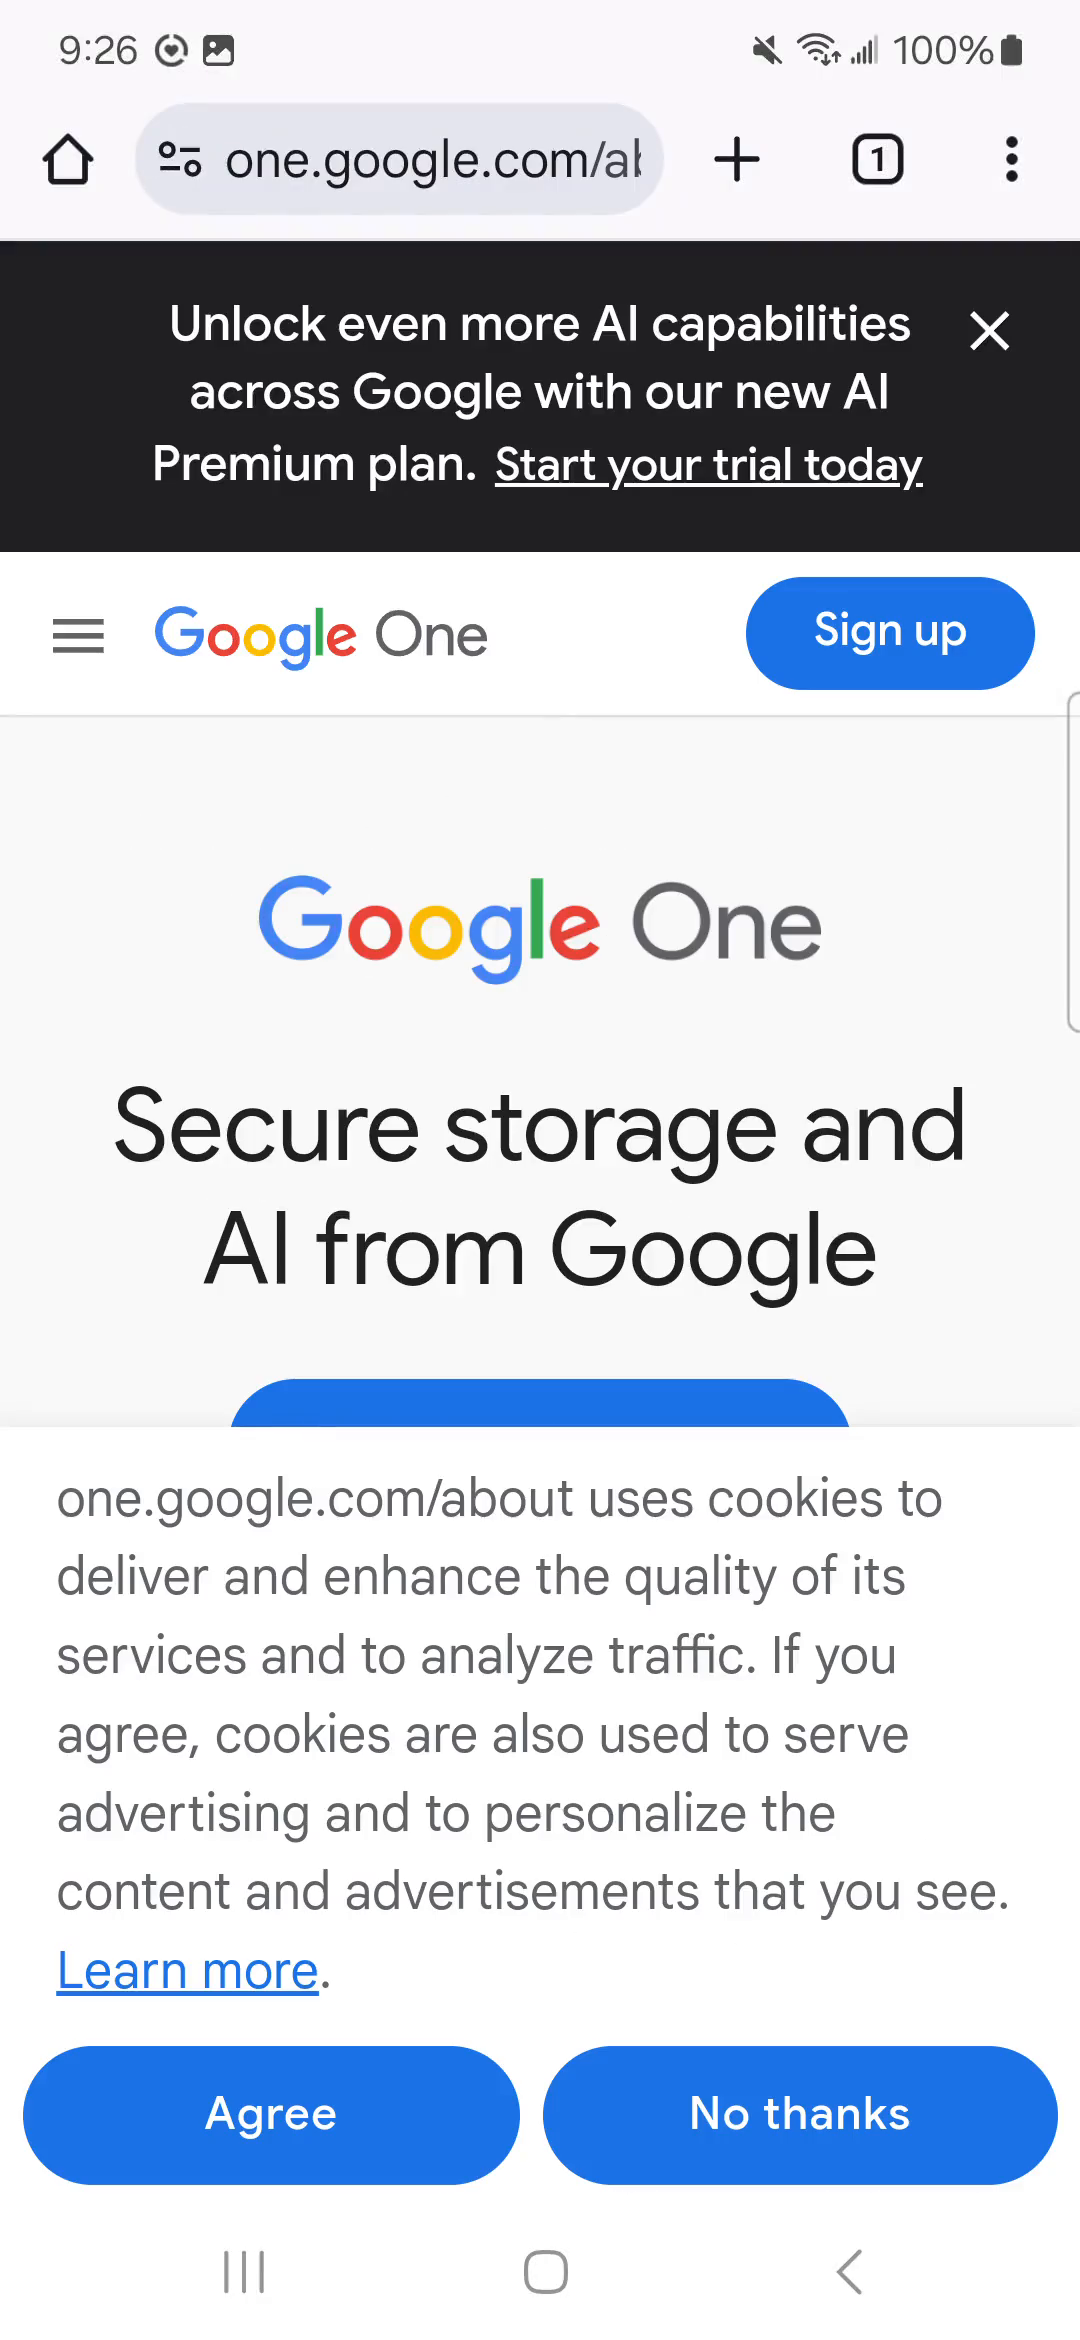 9:26
100%
one.google.com/al
1
Unlock even more AI capabilities
across Google with our new AI
Premium plan. Start your trial today
Google One
Sign up
Google One
Secure storage and
AI from Google
one.google.com/about uses cookies to
deliver and enhance the quality of its
services and to analyze traffic. If you
agree, cookies are also used to serve
advertising and to personalize the
content and advertisements that you see.
Learn more.
Agree
No thanks